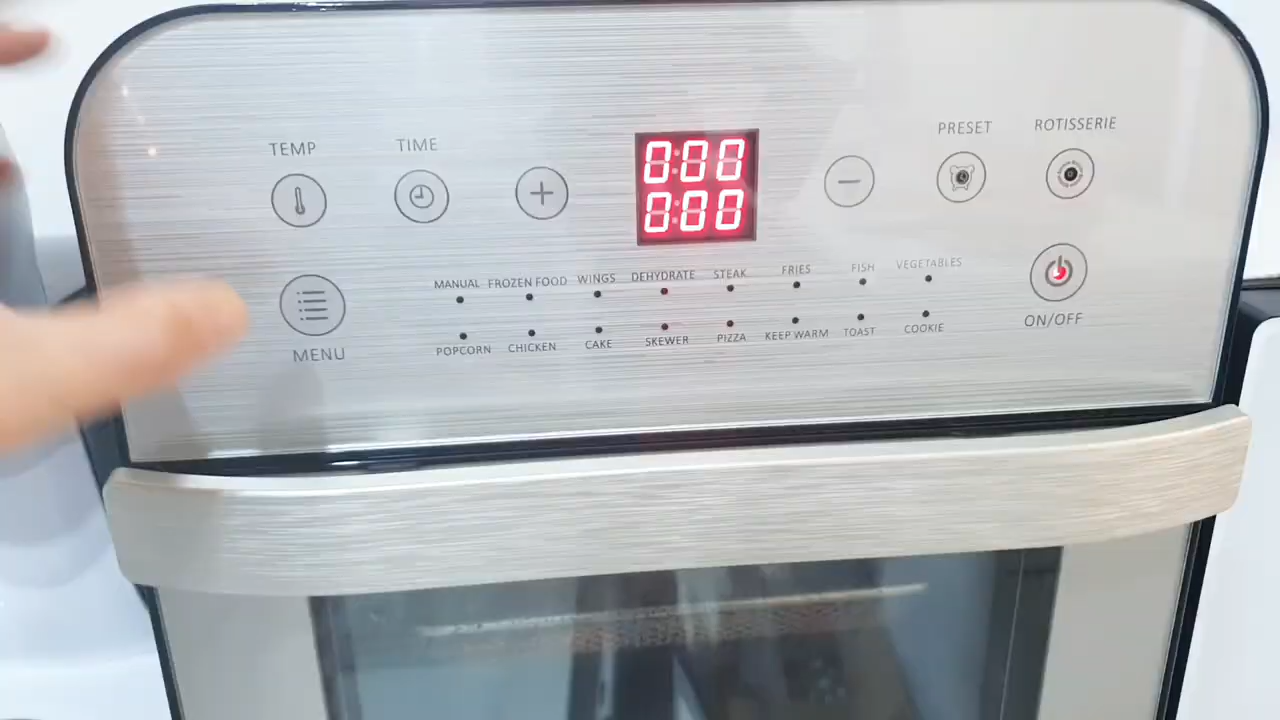 TEMP TIME PRESET ROTISSERIE
0:00
0:00
MENU
MANUAL FROZEN FOOD WINGS DEHYDRATE STEAK FRIES FISH VEGETABLES
POPCORN CHICKEN CAKE SKEWER PIZZA KEEP WARM TOAST COOKIE
ON/OFF